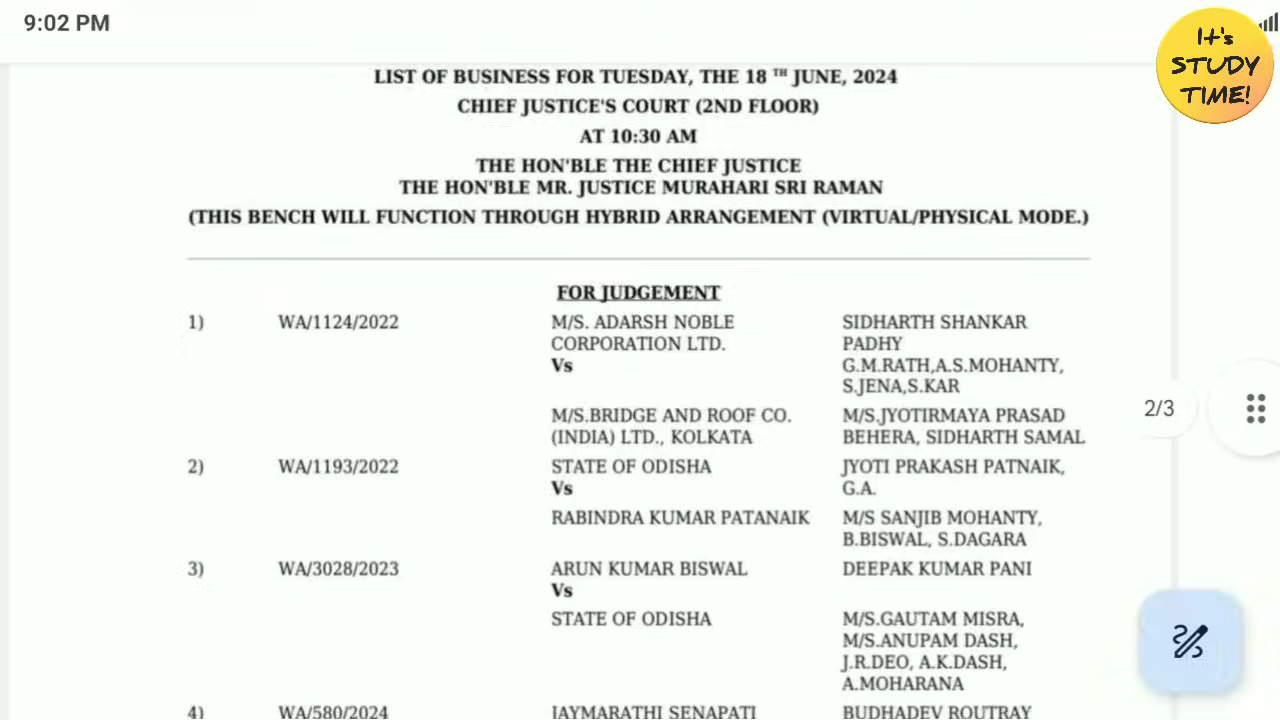 9:02 PM
It's
STUDY
TIME!
LIST OF BUSINESS FOR TUESDAY, THE 18 TH JUNE, 2024
CHIEF JUSTICE'S COURT (2ND FLOOR)
AT 10:30 AM
THE HON'BLE THE CHIEF JUSTICE
THE HON'BLE MR. JUSTICE MURAHARI SRI RAMAN
(THIS BENCH WILL FUNCTION THROUGH HYBRID ARRANGEMENT (VIRTUAL/PHYSICAL MODE.)
FOR JUDGEMENT
1) WA/1124/2022 M/S. ADARSH NOBLE SIDHARTH SHANKAR
CORPORATION LTD. PADHY
Vs G.M.RATH,A.S.MOHANTY,
S.JENA,S.KAR
2/3
M/S.BRIDGE AND ROOF CO. M/S.JYOTIRMAYA PRASAD
(INDIA) LTD., KOLKATA BEHERA, SIDHARTH SAMAL
2) WA/1193/2022 STATE OF ODISHA JYOTI PRAKASH PATNAIK,
Vs G.A.
RABINDRA KUMAR PATANAIK M/S SANJIB MOHANTY,
B.BISWAL, S.DAGARA
3) WA/3028/2023 ARUN KUMAR BISWAL DEEPAK KUMAR PANI
Vs
STATE OF ODISHA M/S.GAUTAM MISRA,
M/S.ANUPAM DASH,
J.R.DEO, A.K.DASH,
A.MOHARANA
4) WA/580/2024 JAYMARATHI SENAPATI BUDHADEV ROUTRAY